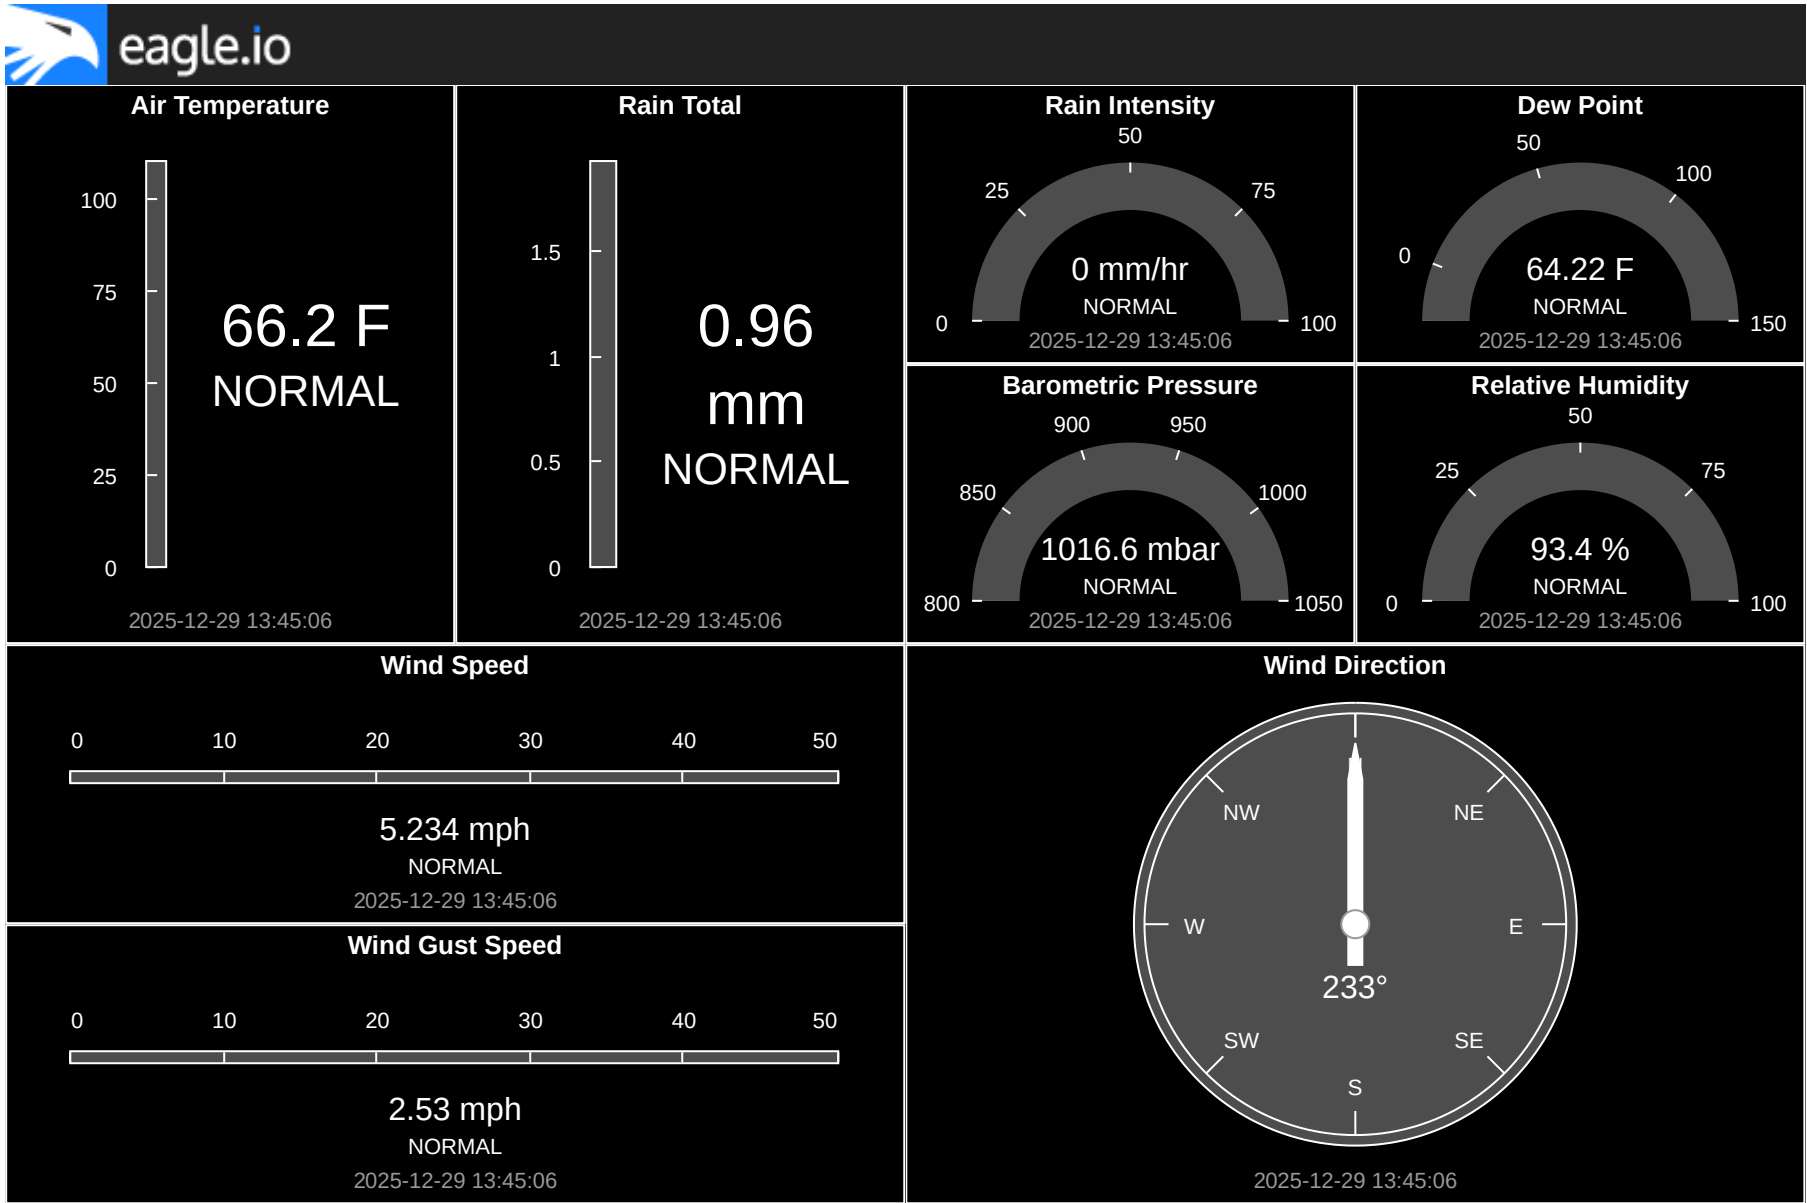 eagle.io
Air Temperature
100
75
50
25
0
66.2 F
NORMAL
2025-12-29 13:45:06
Rain Total
1.5
1
0.5
0
0.96
mm
NORMAL
2025-12-29 13:45:06
Rain Intensity
50
25
75
0
100
0 mm/hr
NORMAL
2025-12-29 13:45:06
Dew Point
50
100
0
150
64.22 F
NORMAL
2025-12-29 13:45:06
Barometric Pressure
900
950
850
1000
800
1050
1016.6 mbar
NORMAL
2025-12-29 13:45:06
Relative Humidity
50
25
75
0
100
93.4 %
NORMAL
2025-12-29 13:45:06
Wind Speed
0 10 20 30 40 50
5.234 mph
NORMAL
2025-12-29 13:45:06
Wind Gust Speed
0 10 20 30 40 50
2.53 mph
NORMAL
2025-12-29 13:45:06
Wind Direction
NW NE
W E
233°
SW SE
S
2025-12-29 13:45:06